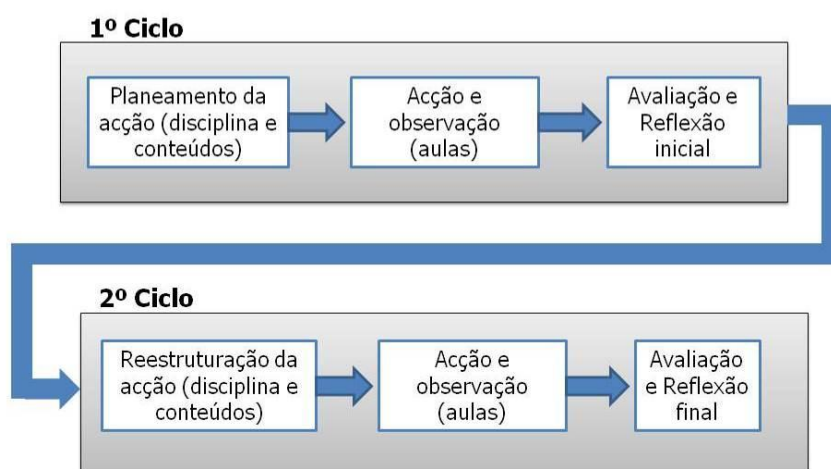 1º Ciclo
Planeamento da
acção (disciplina e
conteúdos)
Acção e
observação
(aulas)
Avaliação e
Reflexão
inicial
2º Ciclo
Reestruturação da
acção (disciplina e
conteúdos)
Acção e
observação
(aulas)
Avaliação
e Reflexão
final